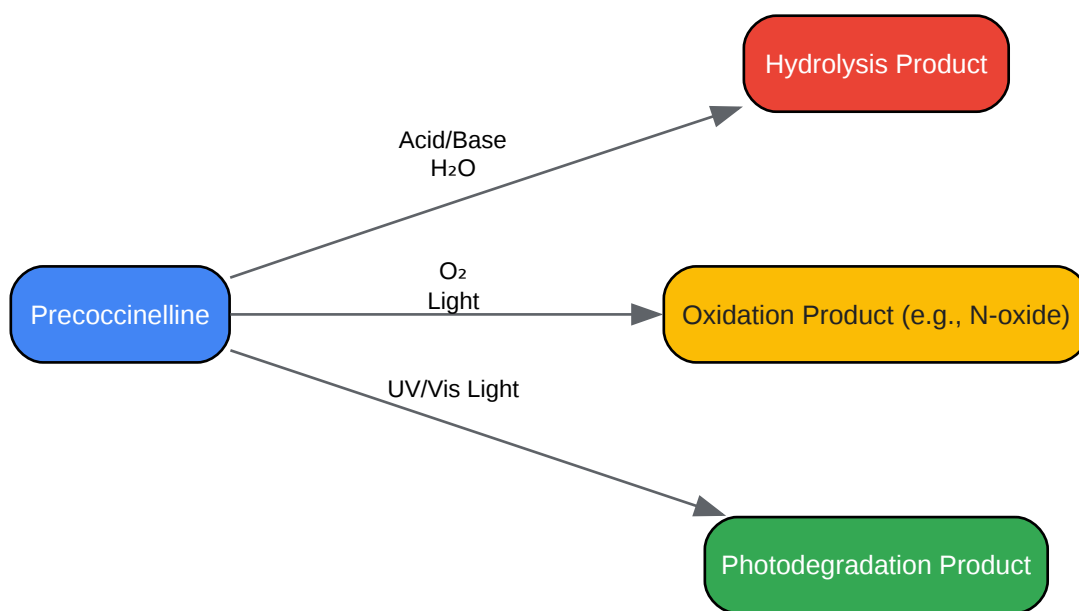 Hydrolysis Product
Acid/Base
H₂O
O₂
Light
Precoccinelline
Oxidation Product (e.g., N-oxide)
UV/Vis Light
Photodegradation Product